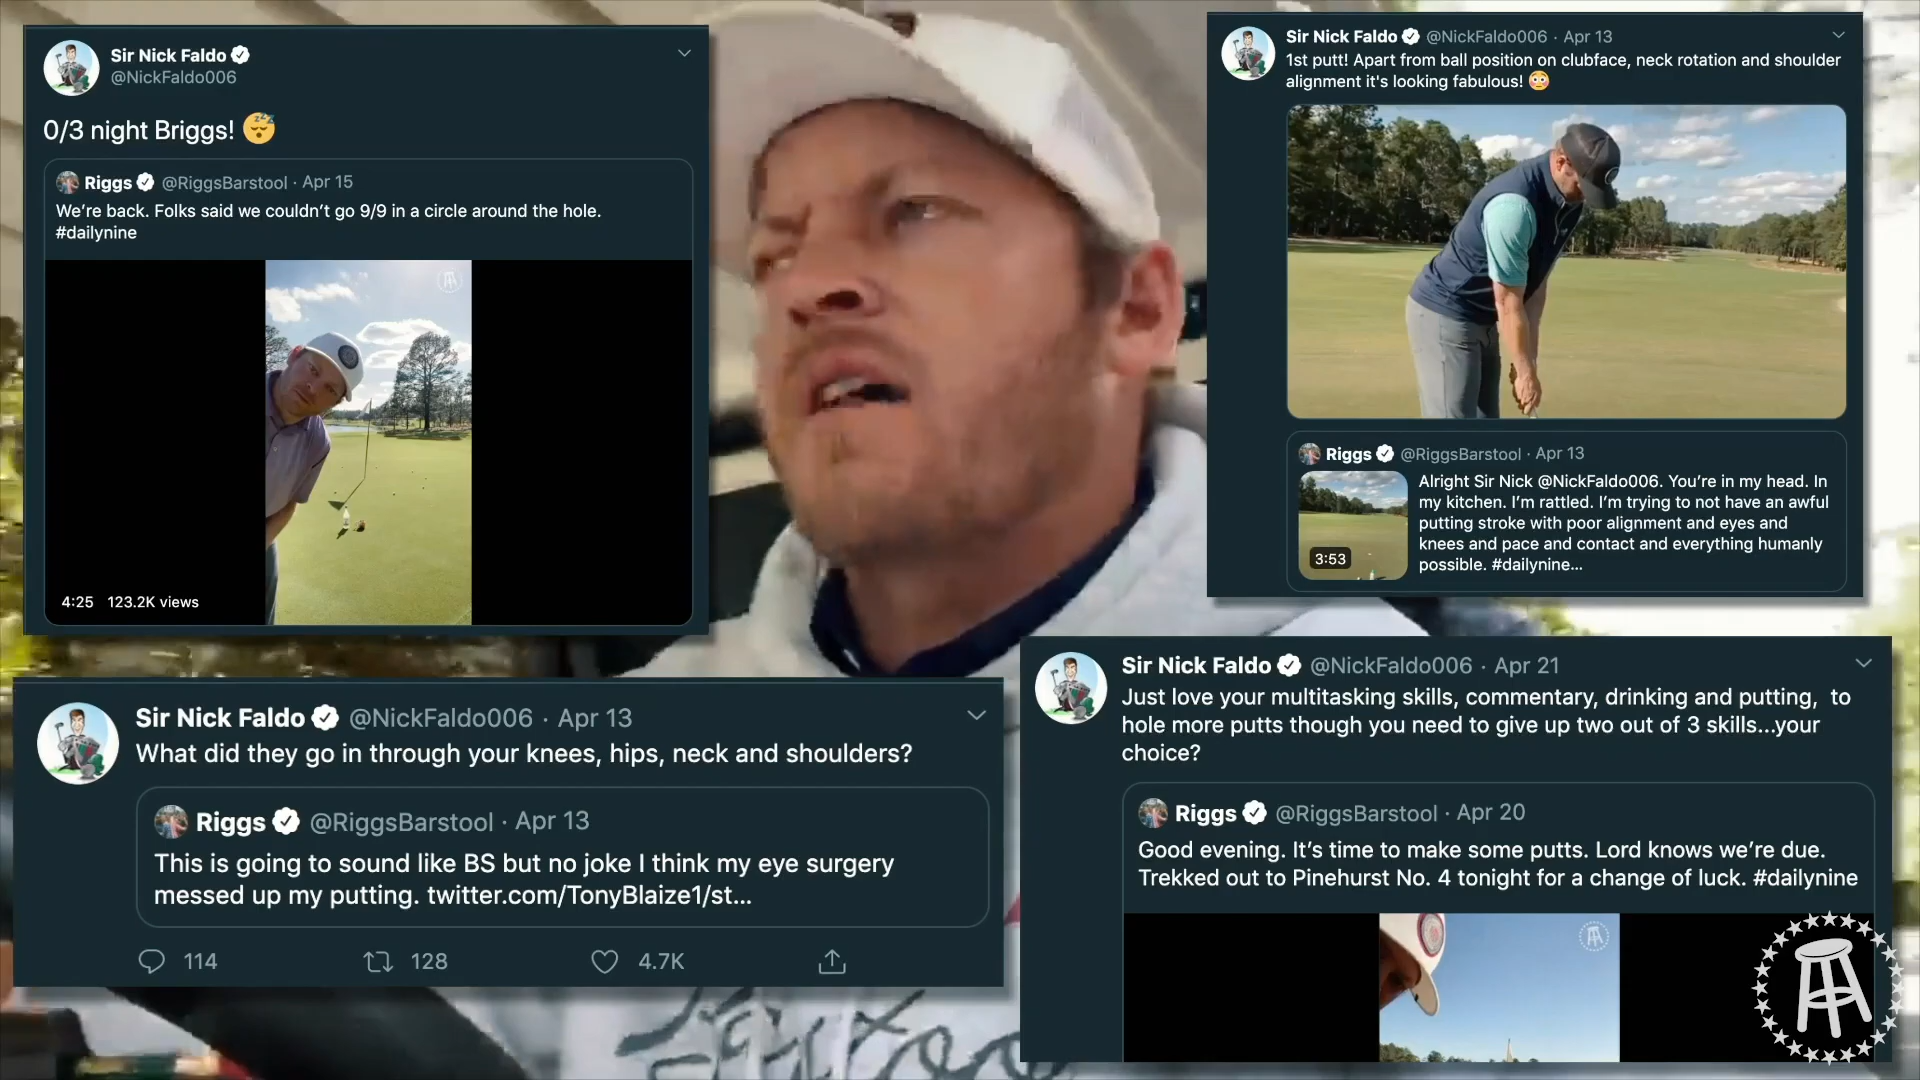 Sir Nick Faldo
@NickFaldo006
0/3 night Briggs! 😴
Riggs @RiggsBarstool · Apr 15
We’re back. Folks said we couldn’t go 9/9 in a circle around the hole.
#dailynine
4:25 123.2K views
Sir Nick Faldo @NickFaldo006 · Apr 13
1st putt! Apart from ball position on clubface, neck rotation and shoulder
alignment it's looking fabulous! 😳
Riggs @RiggsBarstool · Apr 13
Alright Sir Nick @NickFaldo006. You’re in my head. In
my kitchen. I’m rattled. I’m trying to not have an awful
putting stroke with poor alignment and eyes and
knees and pace and contact and everything humanly
possible. #dailynine...
3:53
Sir Nick Faldo @NickFaldo006 · Apr 13
What did they go in through your knees, hips, neck and shoulders?
Riggs @RiggsBarstool · Apr 13
This is going to sound like BS but no joke I think my eye surgery
messed up my putting. twitter.com/TonyBlaize1/st...
114 128 4.7K
Sir Nick Faldo @NickFaldo006 · Apr 21
Just love your multitasking skills, commentary, drinking and putting, to
hole more putts though you need to give up two out of 3 skills...your
choice?
Riggs @RiggsBarstool · Apr 20
Good evening. It’s time to make some putts. Lord knows we’re due.
Trekked out to Pinehurst No. 4 tonight for a change of luck. #dailynine